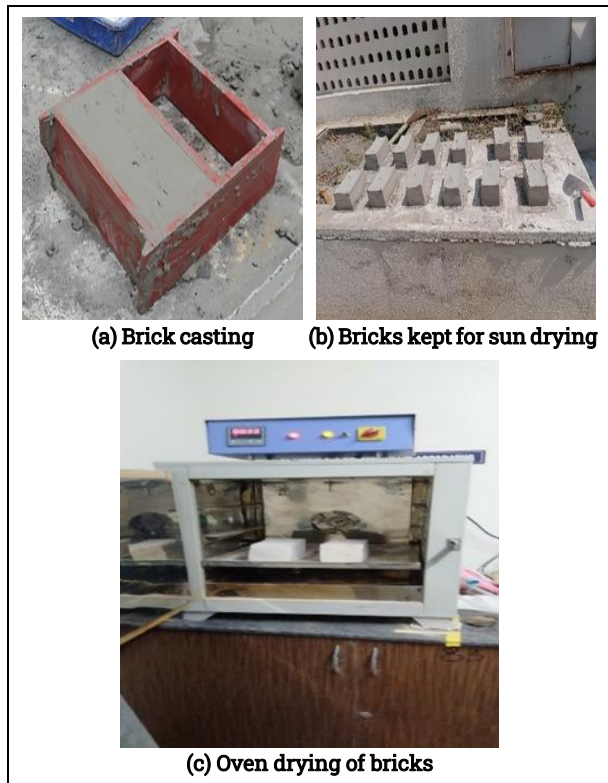 (a) Brick casting
(b) Bricks kept for sun drying
(c) Oven drying of bricks